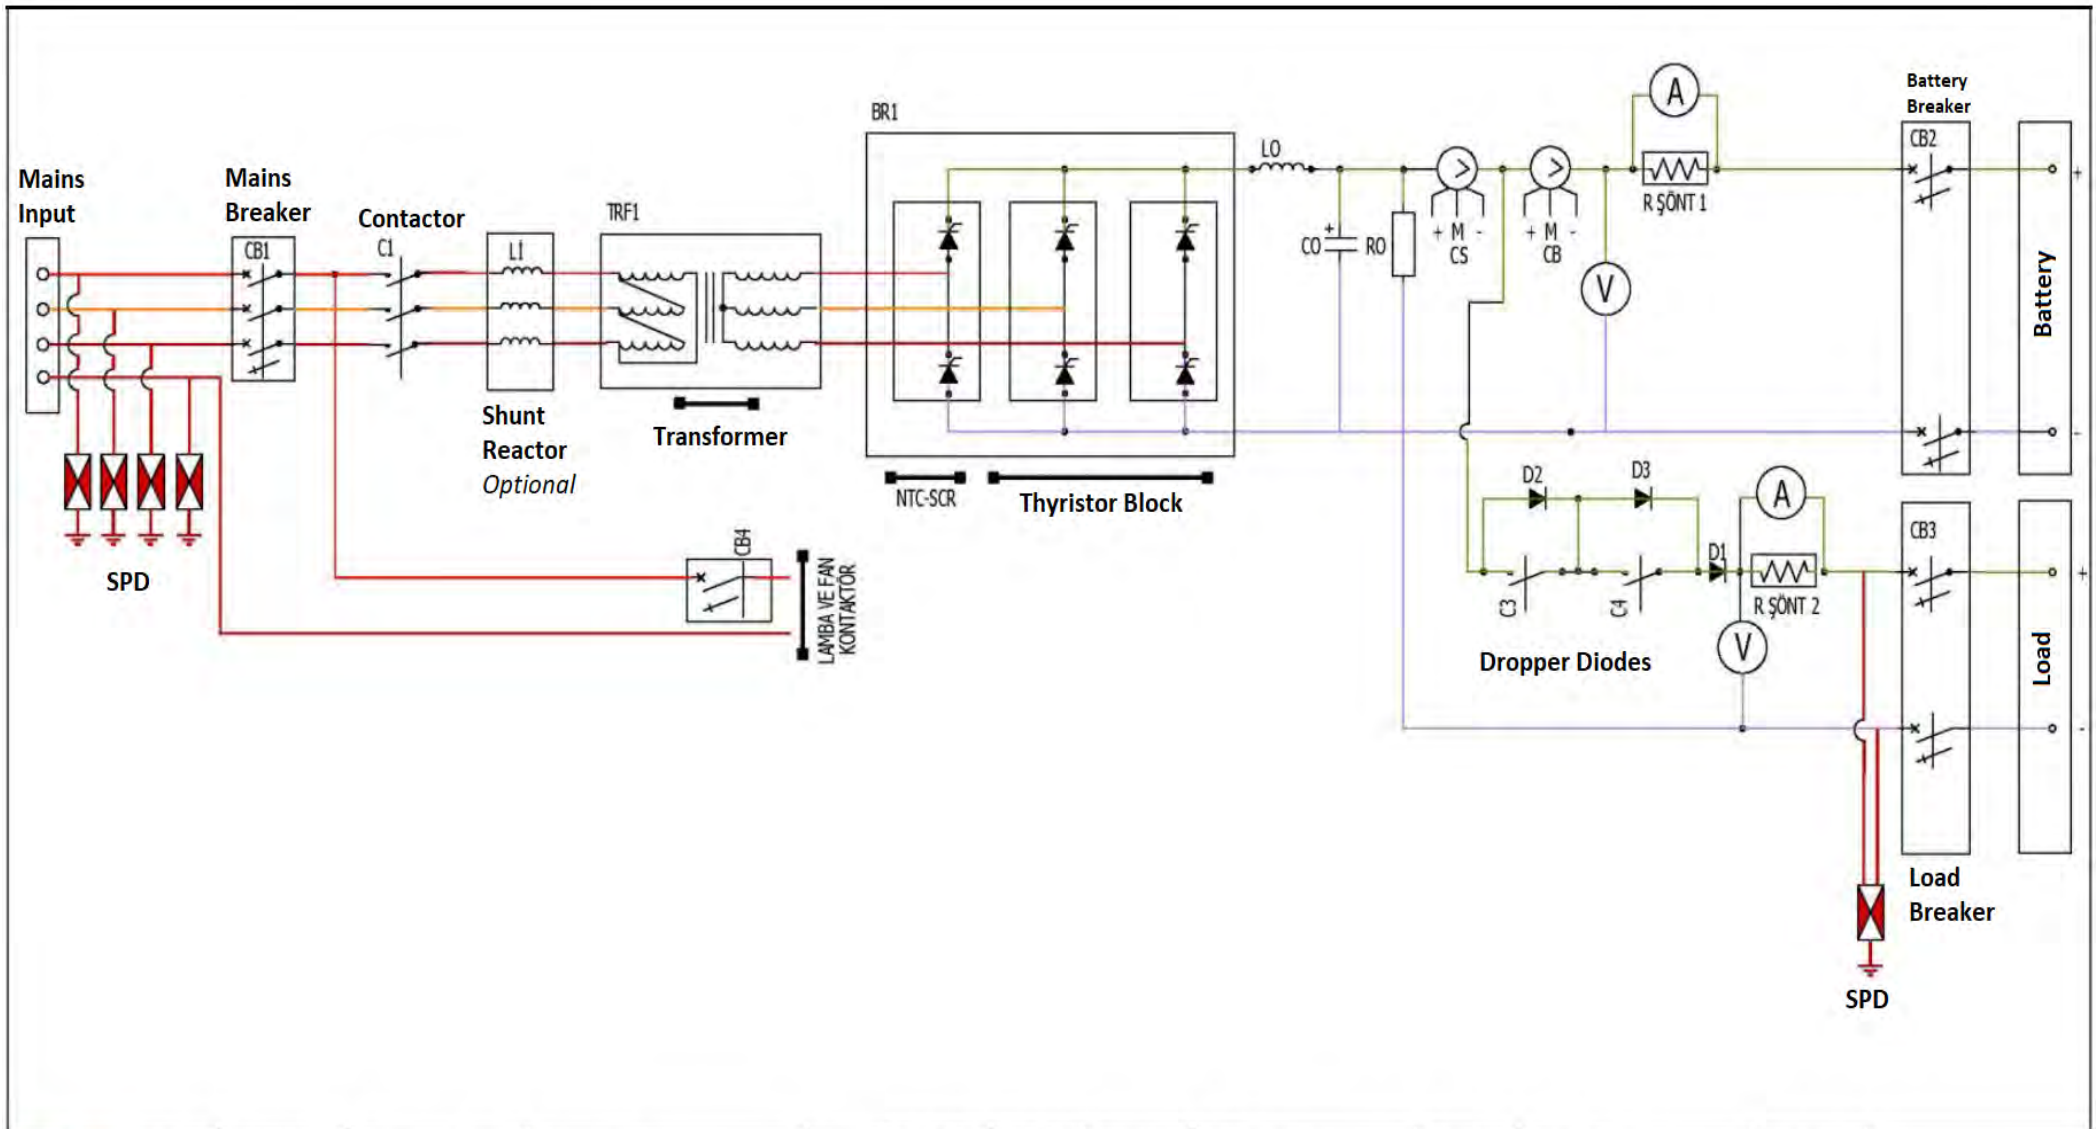 Mains
Input
Mains
Breaker
CB1
Contactor
C1
Lİ
Shunt
Reactor
Optional
TRF1
Transformer
BR1
NTC-SCR
Thyristor Block
SPD
CB4
LAMBA VE FAN
KONTAKTÖR
LO
CO
+
RO
+ M -
CS
+ M -
CB
V
A
R ŞÖNT 1
Battery
Breaker
CB2
+
Battery
-
D2
D3
C3
C4
D1
Dropper Diodes
A
R ŞÖNT 2
V
CB3
+
Load
-
Load
Breaker
SPD